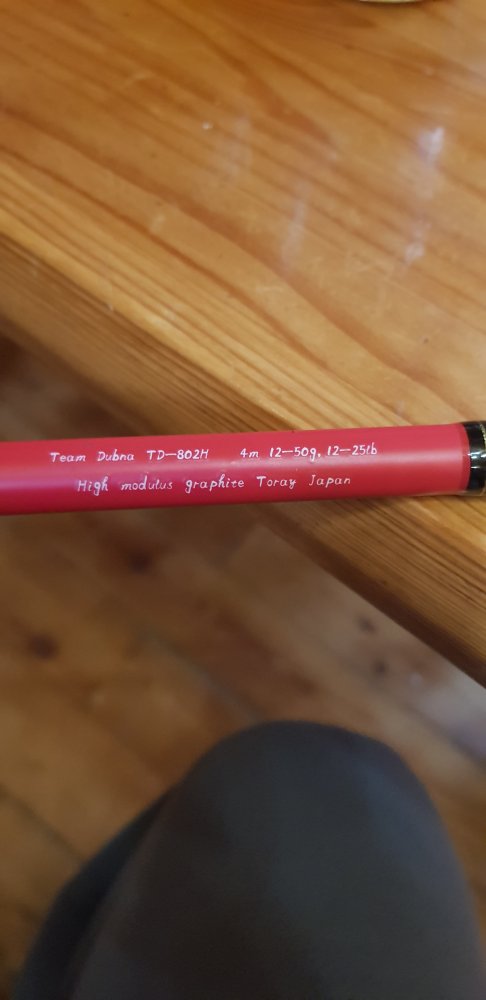 Team Dubna TD-802H 4m 12-50g, 12-25lb
High modulus graphite Toray Japan